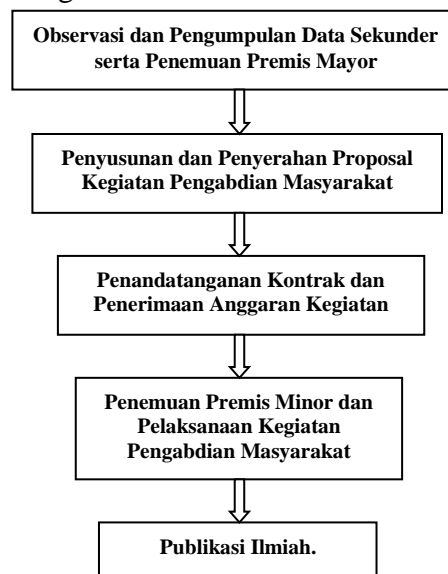 Observasi dan Pengumpulan Data Sekunder
serta Penemuan Premis Mayor
Penyusunan dan Penyerahan Proposal
Kegiatan Pengabdian Masyarakat
Penandatanganan Kontrak dan
Penerimaan Anggaran Kegiatan
Penemuan Premis Minor dan
Pelaksanaan Kegiatan
Pengabdian Masyarakat
Publikasi Ilmiah.